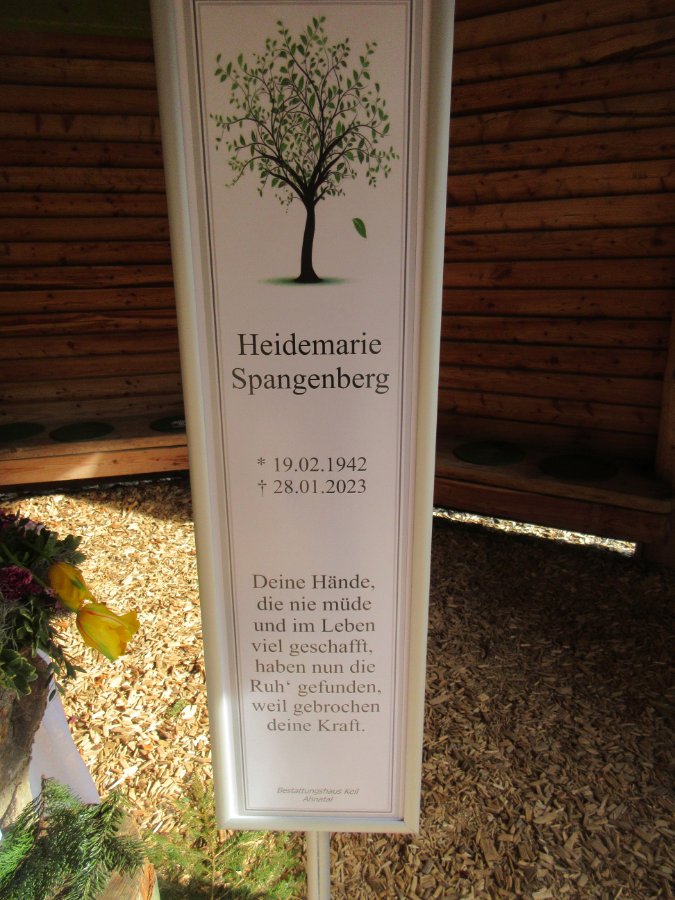 Heidemarie
Spangenberg
* 19.02.1942
† 28.01.2023
Deine Hände,
die nie müde
und im Leben
viel geschafft,
haben nun die
Ruh‘ gefunden,
weil gebrochen
deine Kraft.
Bestattungshaus Keil
Alsnatal